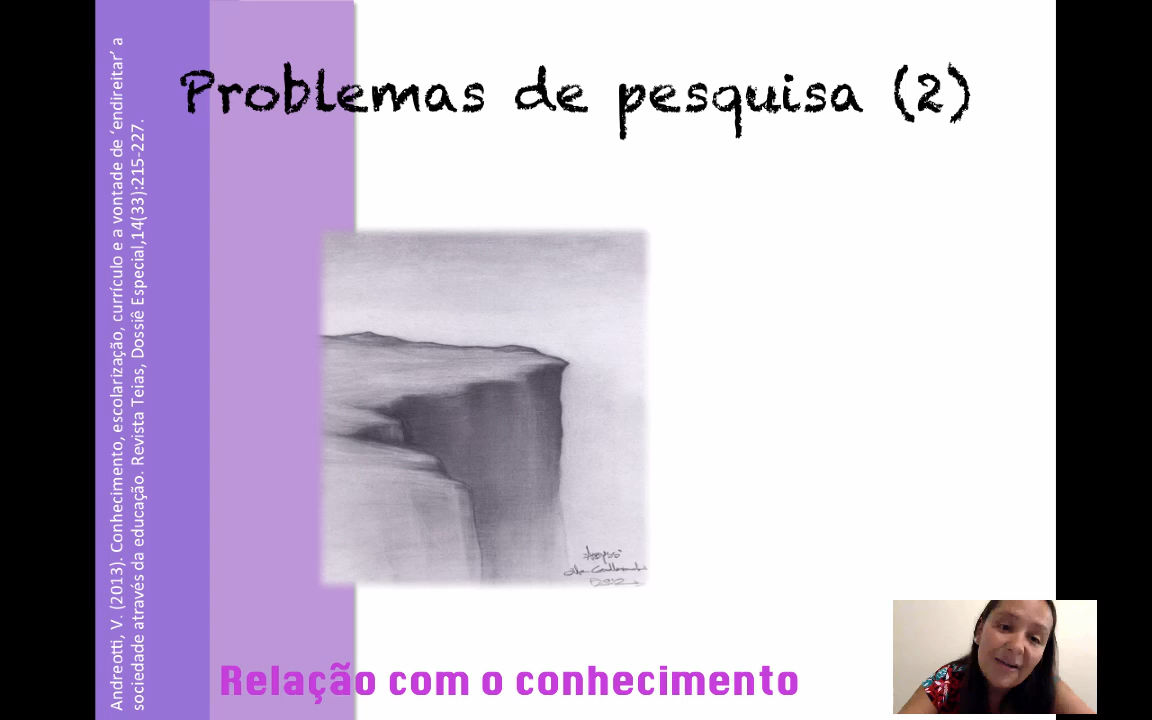 Problemas de pesquisa (2)
Andreotti, V. (2013). Conhecimento, escolarização, currículo e a vontade de ‘endireitar’ a
sociedade através da educação. Revista Teias, Dossiê Especial,14(33):215-227.
Relação com o conhecimento